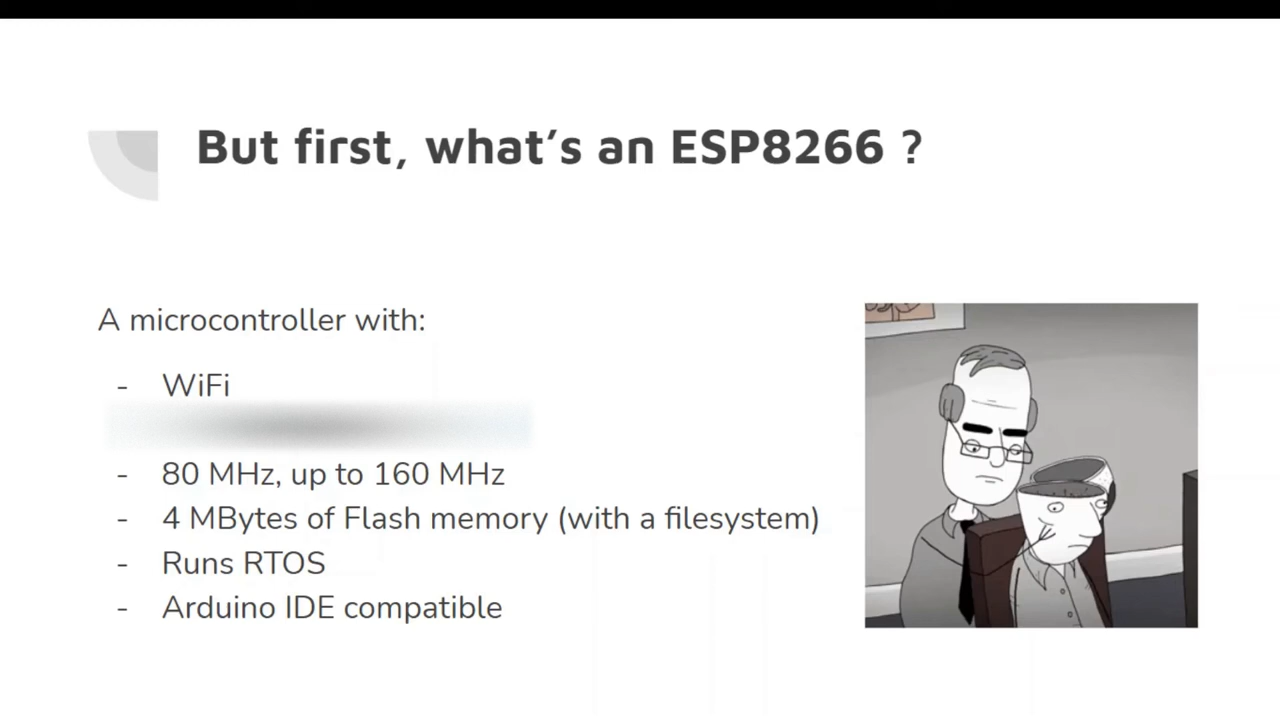 But first, what's an ESP8266 ?
A microcontroller with:
- WiFi
- 80 MHz, up to 160 MHz
- 4 MBytes of Flash memory (with a filesystem)
- Runs RTOS
- Arduino IDE compatible